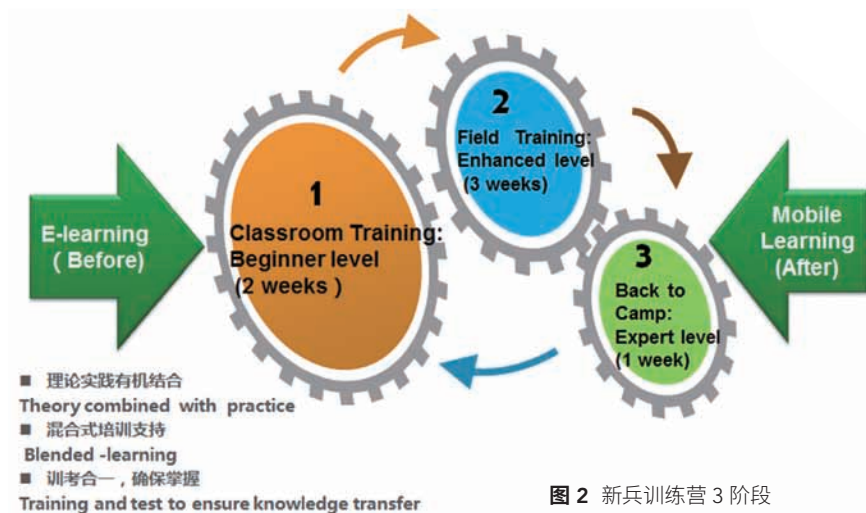 E-learning
( Before)
1
Classroom Training:
Beginner level
(2 weeks )
2
Field Training:
Enhanced level
(3 weeks)
3
Back to
Camp:
Expert level
(1 week)
Mobile
Learning
(After)
■ 理论实践有机结合
Theory combined with practice
■ 混合式培训支持
Blended -learning
■ 训考合一，确保掌握
Training and test to ensure knowledge transfer
图 2 新兵训练营 3 阶段